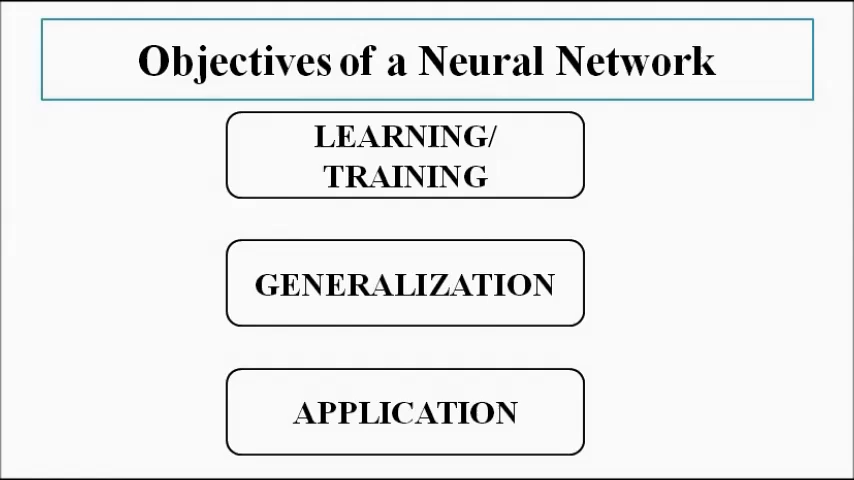 Objectives of a Neural Network
LEARNING/
TRAINING
GENERALIZATION
APPLICATION